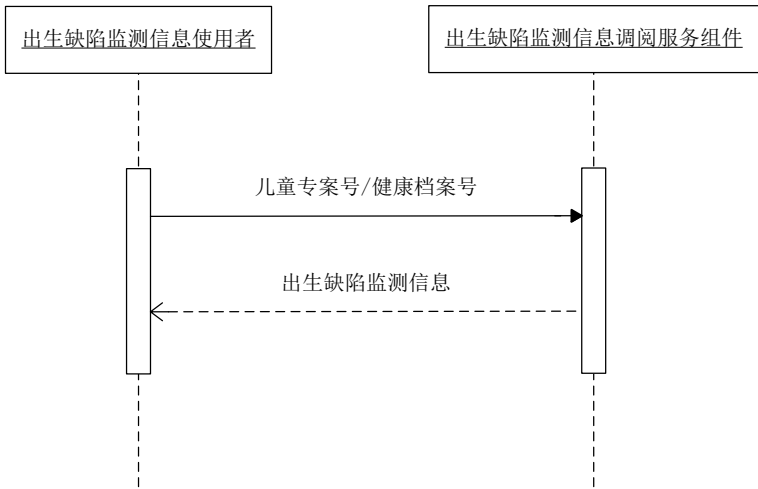 出生缺陷监测信息使用者
出生缺陷监测信息调阅服务组件
儿童专案号/健康档案号
出生缺陷监测信息